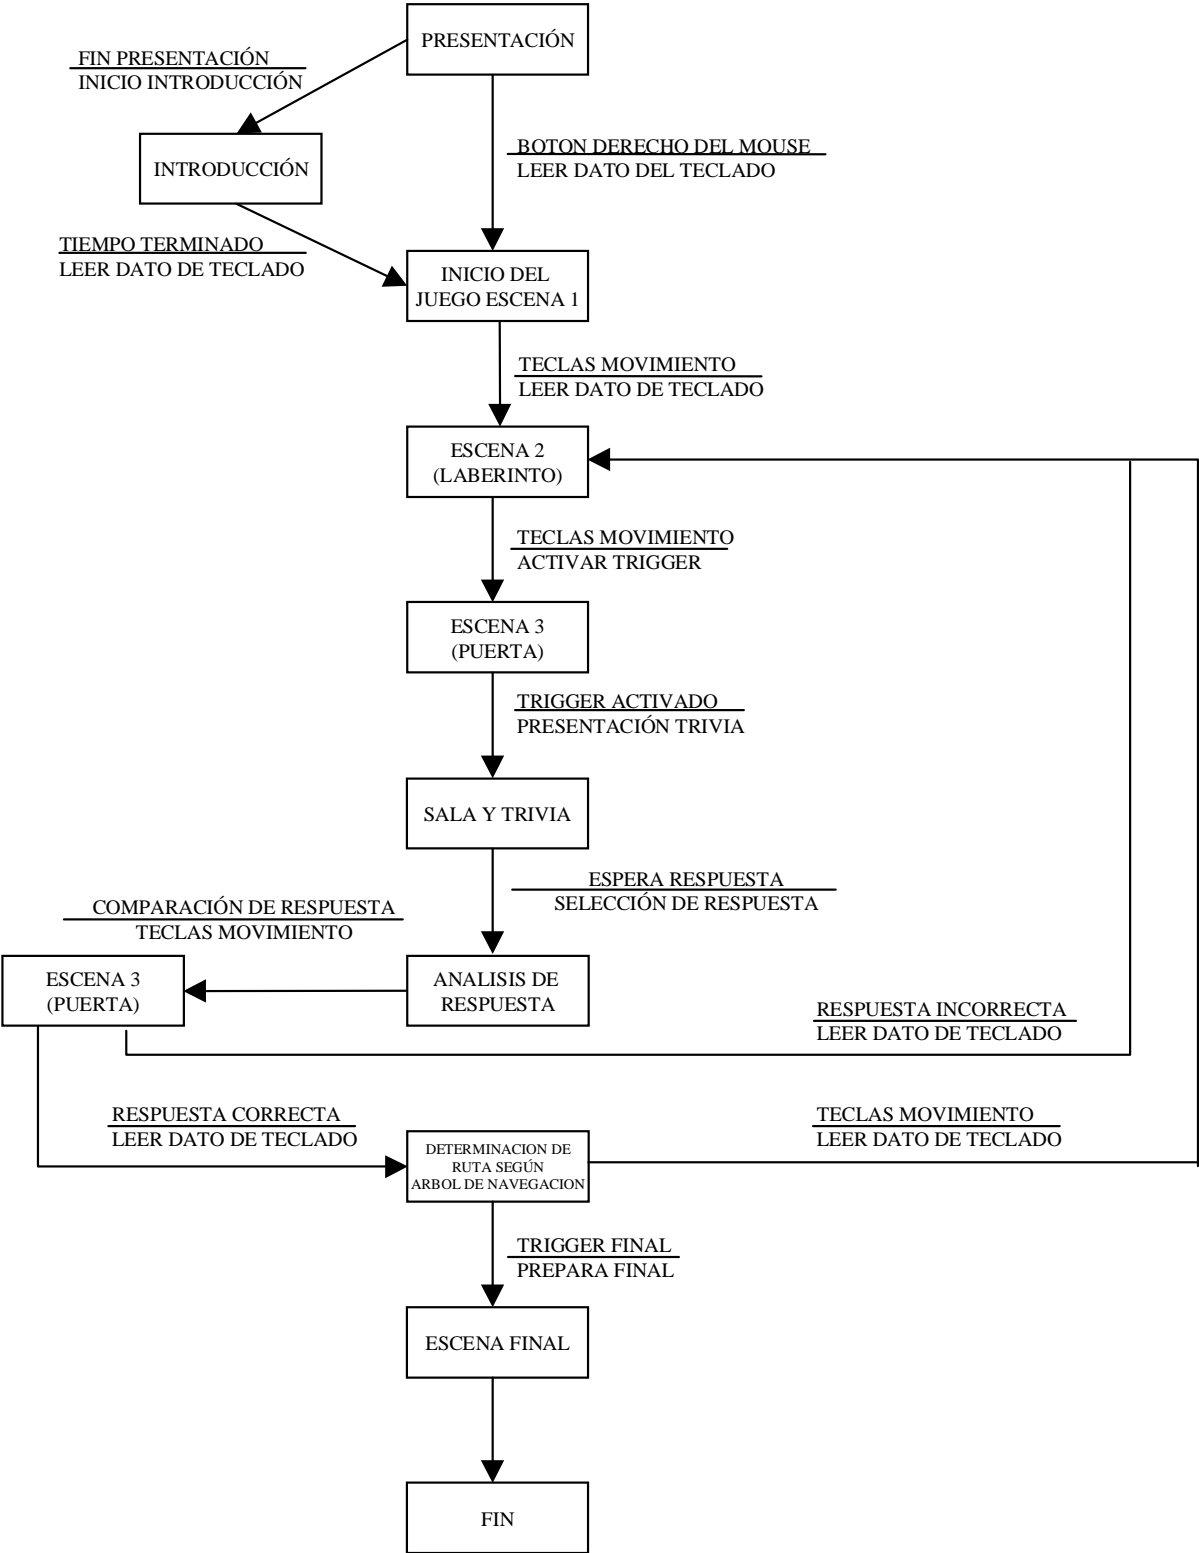 PRESENTACIÓN
FIN PRESENTACIÓN
INICIO INTRODUCCIÓN
BOTON DERECHO DEL MOUSE
LEER DATO DEL TECLADO
INTRODUCCIÓN
TIEMPO TERMINADO
LEER DATO DE TECLADO
INICIO DEL
JUEGO ESCENA 1
TECLAS MOVIMIENTO
LEER DATO DE TECLADO
ESCENA 2
(LABERINTO)
TECLAS MOVIMIENTO
ACTIVAR TRIGGER
ESCENA 3
(PUERTA)
TRIGGER ACTIVADO
PRESENTACIÓN TRIVIA
SALA Y TRIVIA
ESPERA RESPUESTA
SELECCIÓN DE RESPUESTA
COMPARACIÓN DE RESPUESTA
TECLAS MOVIMIENTO
ESCENA 3
(PUERTA)
ANALISIS DE
RESPUESTA
RESPUESTA INCORRECTA
LEER DATO DE TECLADO
RESPUESTA CORRECTA
LEER DATO DE TECLADO
TECLAS MOVIMIENTO
LEER DATO DE TECLADO
DETERMINACION DE
RUTA SEGÚN
ARBOL DE NAVEGACION
TRIGGER FINAL
PREPARA FINAL
ESCENA FINAL
FIN